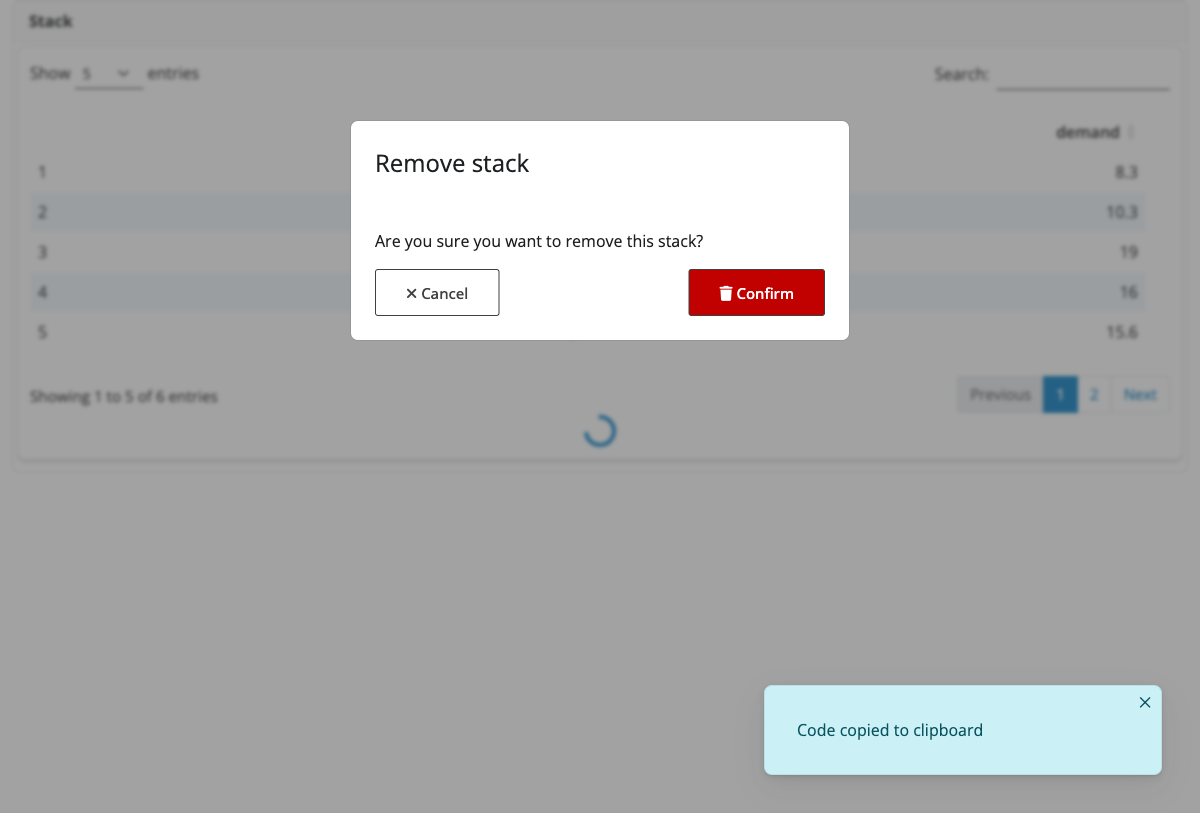 Stack
Show 5 entries
Search:
demand
1 8.3
2 10.3
3 19
4 16
5 15.6
Showing 1 to 5 of 6 entries
Previous 1 2 Next
Remove stack
Are you sure you want to remove this stack?
Cancel
Confirm
Code copied to clipboard